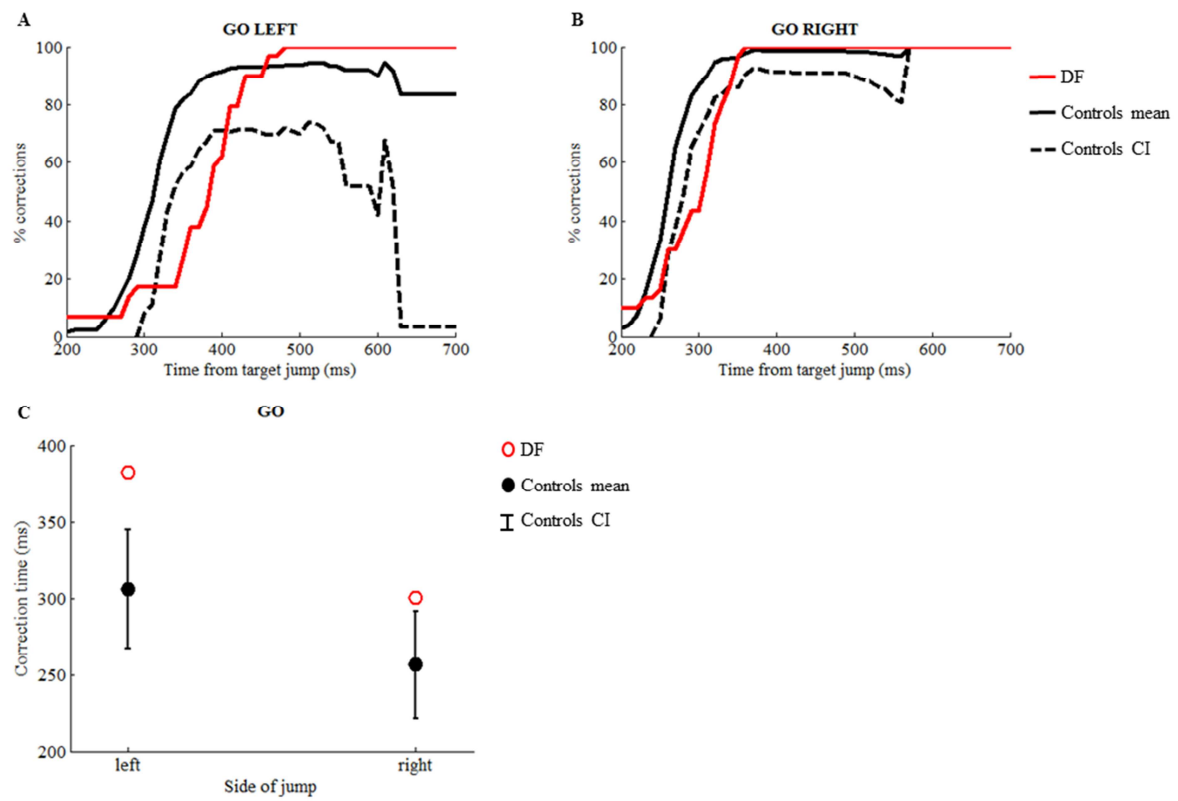 A
GO LEFT
100
80
60
40
20
0
% corrections
200 300 400 500 600 700
Time from target jump (ms)
B
GO RIGHT
100
80
60
40
20
0
% corrections
200 300 400 500 600 700
Time from target jump (ms)
DF
Controls mean
Controls CI
C
GO
400
350
300
250
200
Correction time (ms)
left right
Side of jump
DF
Controls mean
Controls CI